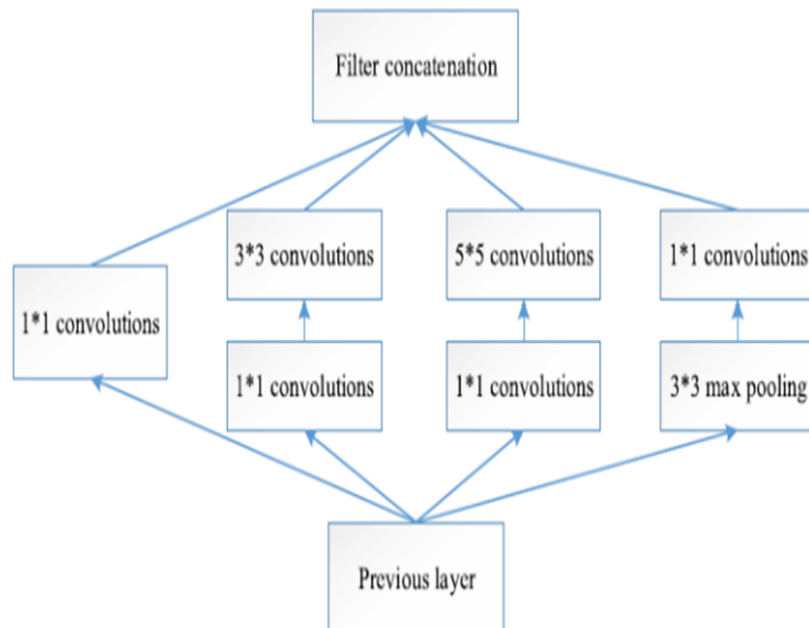 Filter concatenation
3*3 convolutions
5*5 convolutions
1*1 convolutions
1*1 convolutions
1*1 convolutions
1*1 convolutions
3*3 max pooling
Previous layer